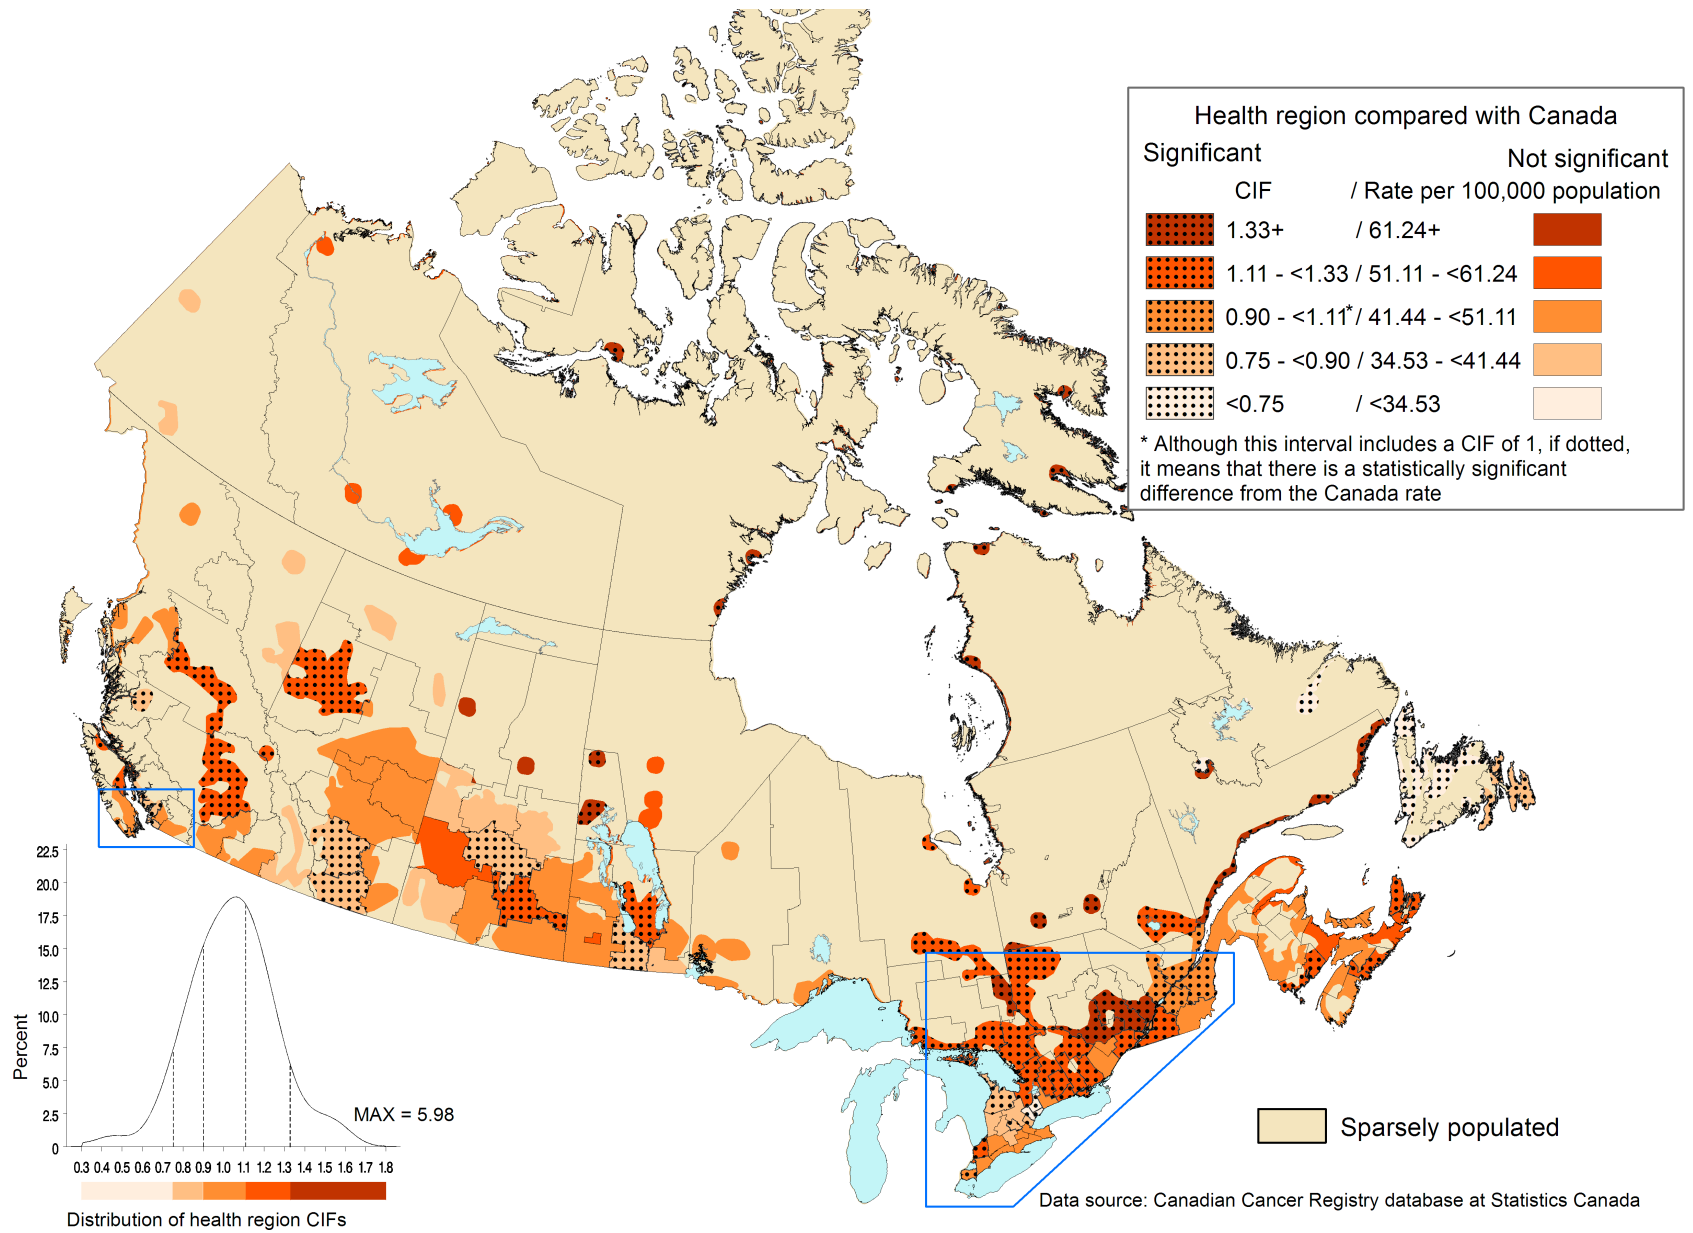 Health region compared with Canada
Significant
Not significant
CIF / Rate per 100,000 population
1.33+ / 61.24+
1.11 - <1.33 / 51.11 - <61.24
0.90 - <1.11* / 41.44 - <51.11
0.75 - <0.90 / 34.53 - <41.44
<0.75 / <34.53
* Although this interval includes a CIF of 1, if dotted,
it means that there is a statistically significant
difference from the Canada rate
22.5
20.0
17.5
15.0
12.5
10.0
7.5
5.0
2.5
0
Percent
MAX = 5.98
0.3 0.4 0.5 0.6 0.7 0.8 0.9 1.0 1.1 1.2 1.3 1.4 1.5 1.6 1.7 1.8
Distribution of health region CIFs
Sparsely populated
Data source: Canadian Cancer Registry database at Statistics Canada